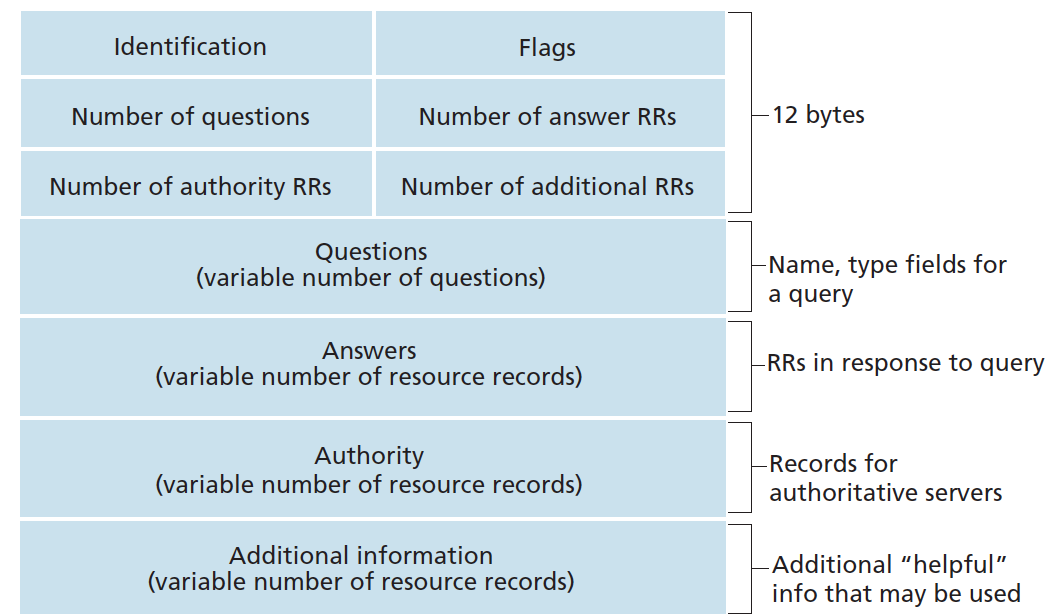 Identification
Flags
Number of questions
Number of answer RRs
12 bytes
Number of authority RRs
Number of additional RRs
Questions
(variable number of questions)
Name, type fields for
a query
Answers
(variable number of resource records)
RRs in response to query
Authority
(variable number of resource records)
Records for
authoritative servers
Additional information
(variable number of resource records)
Additional “helpful”
info that may be used